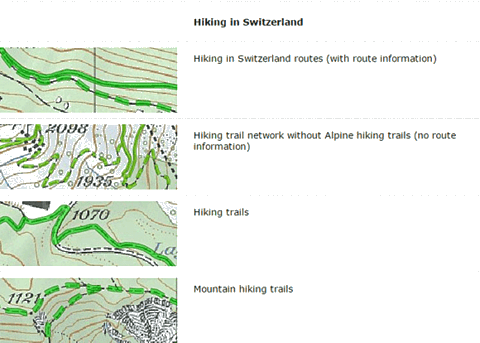 Hiking in Switzerland
Hiking in Switzerland routes (with route information)
2098
1935
Hiking trail network without Alpine hiking trails (no route
information)
1070
La
Hiking trails
1121
Mountain hiking trails